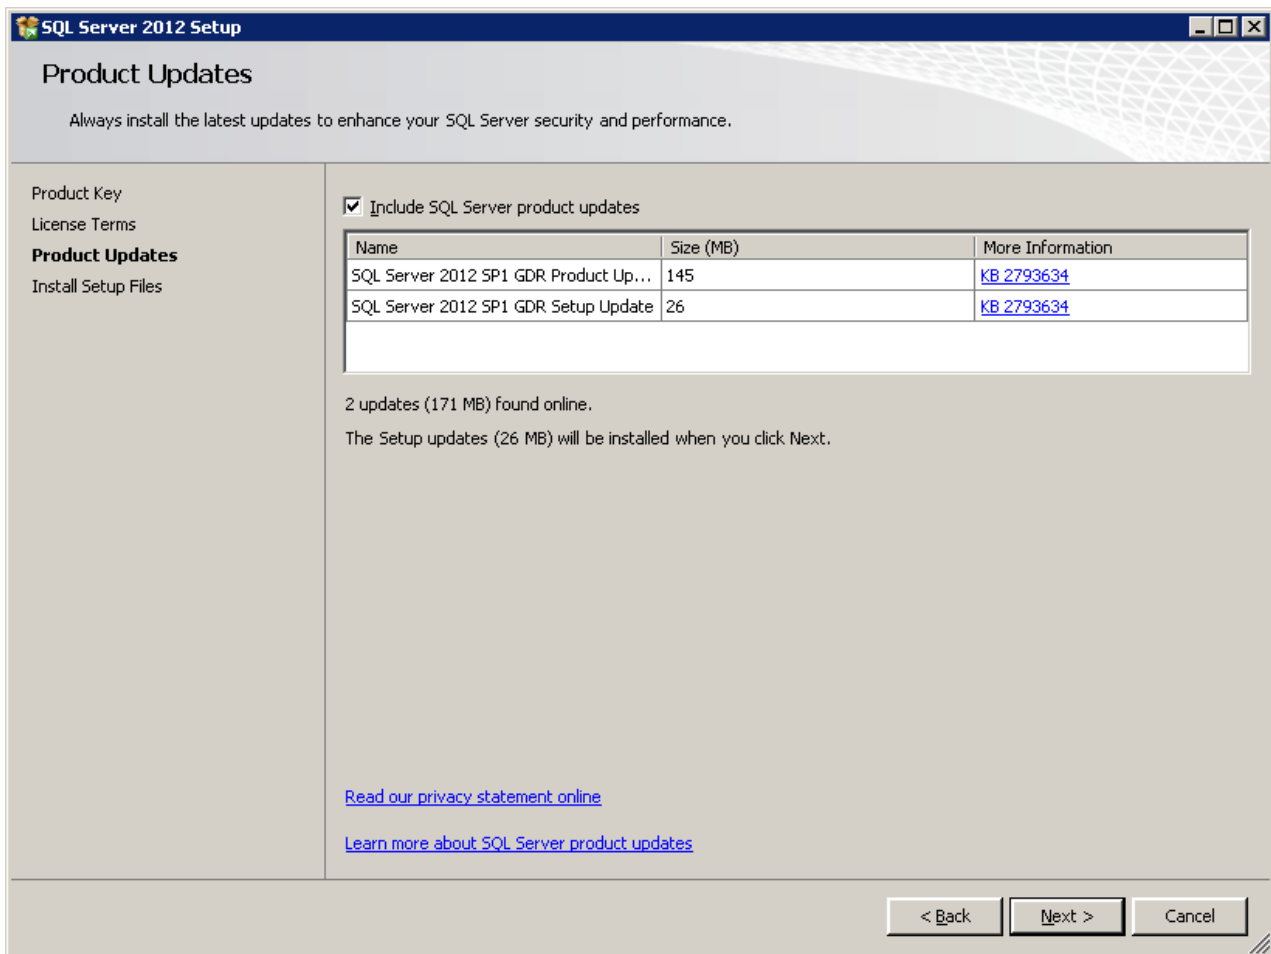 SQL Server 2012 Setup
Product Updates
Always install the latest updates to enhance your SQL Server security and performance.
Product Key
License Terms
Product Updates
Install Setup Files
Include SQL Server product updates
Name Size (MB) More Information
SQL Server 2012 SP1 GDR Product Up... 145 KB 2793634
SQL Server 2012 SP1 GDR Setup Update 26 KB 2793634
2 updates (171 MB) found online.
The Setup updates (26 MB) will be installed when you click Next.
Read our privacy statement online
Learn more about SQL Server product updates
< Back Next > Cancel